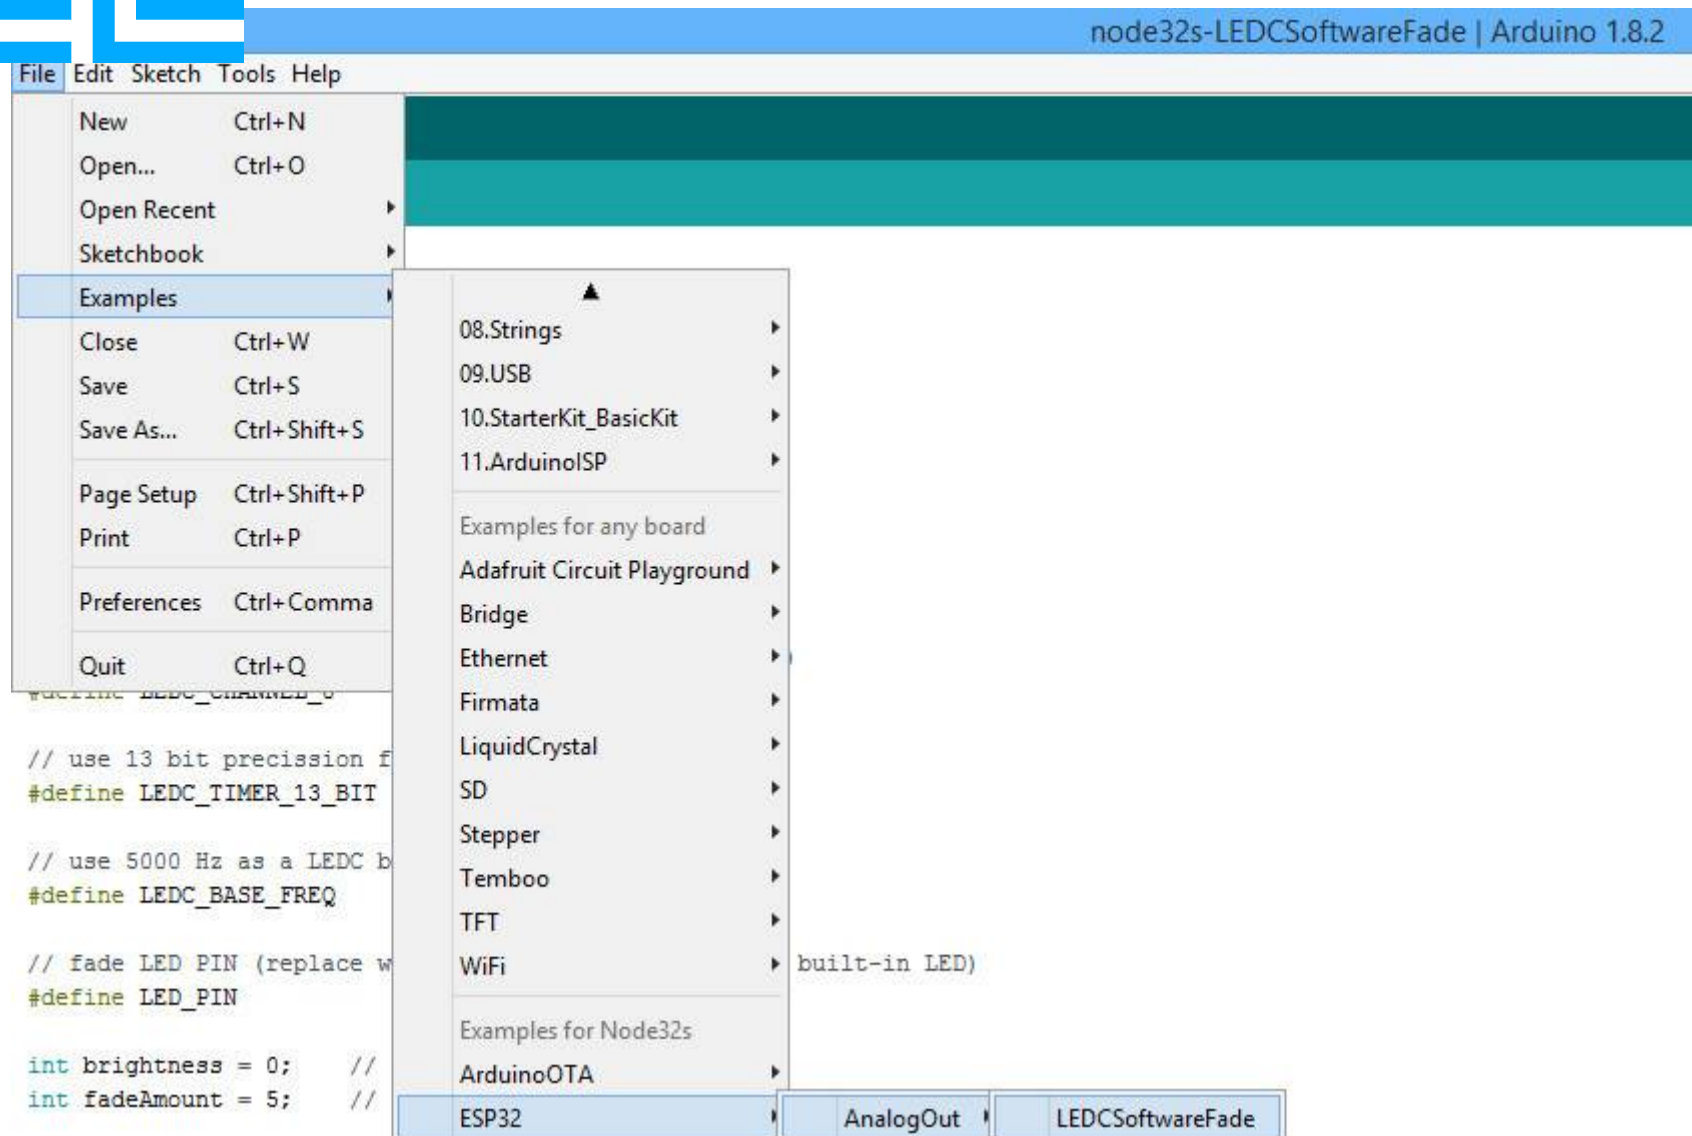 node32s-LEDCSoftwareFade | Arduino 1.8.2
File Edit Sketch Tools Help
New Ctrl+N
Open... Ctrl+O
Open Recent
Sketchbook
Examples
Close Ctrl+W
Save Ctrl+S
Save As... Ctrl+Shift+S
Page Setup Ctrl+Shift+P
Print Ctrl+P
Preferences Ctrl+Comma
Quit Ctrl+Q
08.Strings
09.USB
10.StarterKit_BasicKit
11.ArduinoISP
Examples for any board
Adafruit Circuit Playground
Bridge
Ethernet
Firmata
LiquidCrystal
SD
Stepper
Temboo
TFT
WiFi
Examples for Node32s
ArduinoOTA
ESP32
AnalogOut
LEDCSoftwareFade
#define LEDC_CHANNEL_0
// use 13 bit precission f
#define LEDC_TIMER_13_BIT
// use 5000 Hz as a LEDC b
#define LEDC_BASE_FREQ
// fade LED PIN (replace w built-in LED)
#define LED_PIN
int brightness = 0; //
int fadeAmount = 5; //